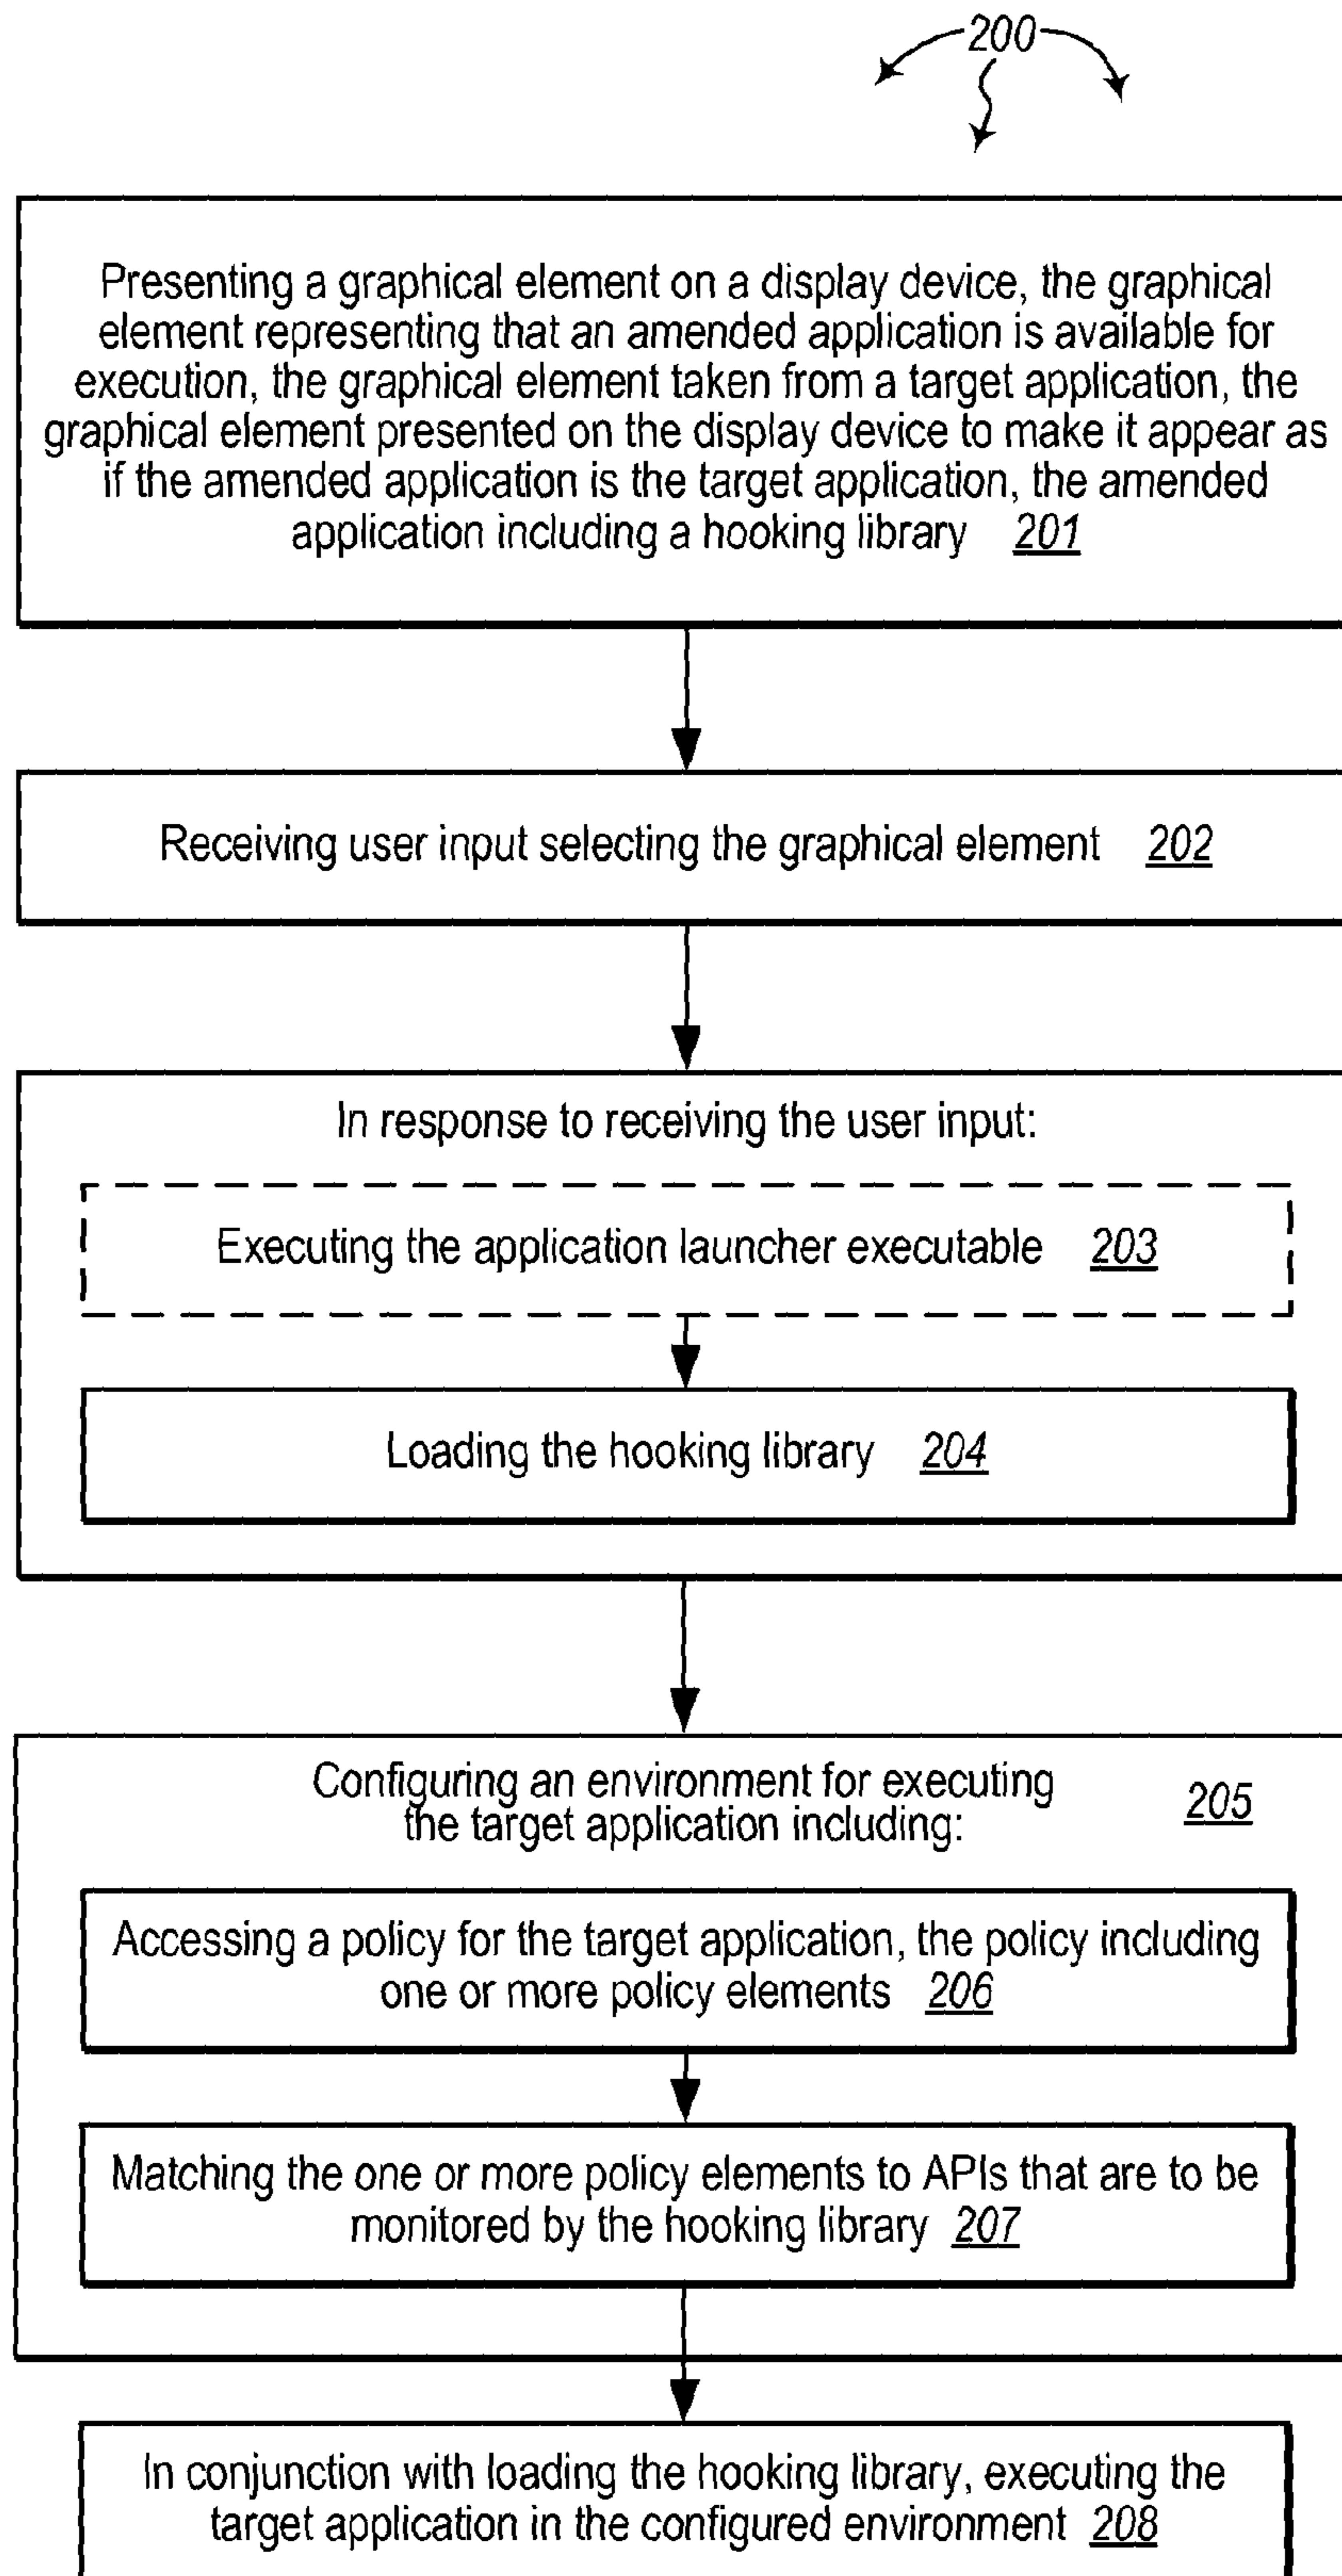 200
Presenting a graphical element on a display device, the graphical
element representing that an amended application is available for
execution, the graphical element taken from a target application, the
graphical element presented on the display device to make it appear as
if the amended application is the target application, the amended
application including a hooking library 201
Receiving user input selecting the graphical element 202
In response to receiving the user input:
Executing the application launcher executable 203
Loading the hooking library 204
Configuring an environment for executing
the target application including:
205
Accessing a policy for the target application, the policy including
one or more policy elements 206
Matching the one or more policy elements to APIs that are to be
monitored by the hooking library 207
In conjunction with loading the hooking library, executing the
target application in the configured environment 208